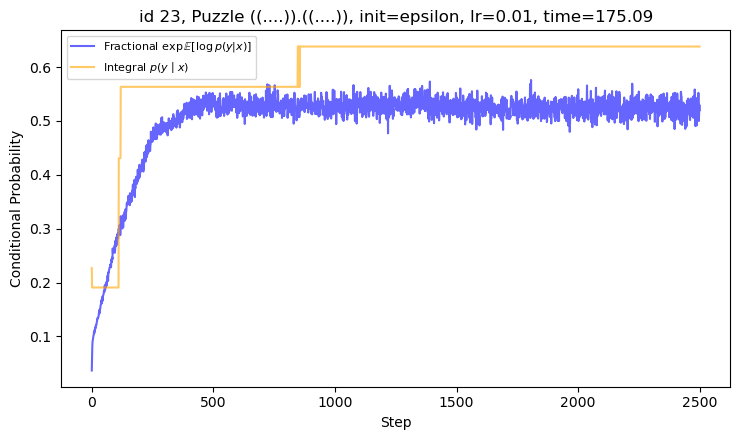 id 23, Puzzle ((....)).((....)), init=epsilon, lr=0.01, time=175.09
Fractional exp𝔼[log p(y|x)]
Integral p(y | x)
Conditional Probability
0.6
0.5
0.4
0.3
0.2
0.1
0
500
1000
1500
2000
2500
Step